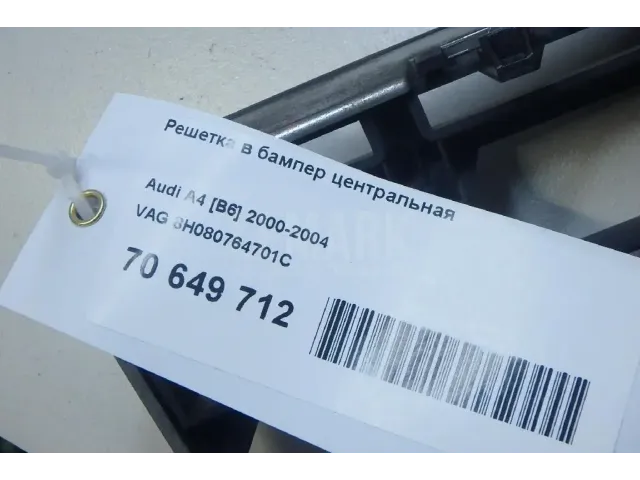 Решетка в бампер центральная
Audi A4 [B6] 2000-2004
VAG 8H080764701C
70 649 712